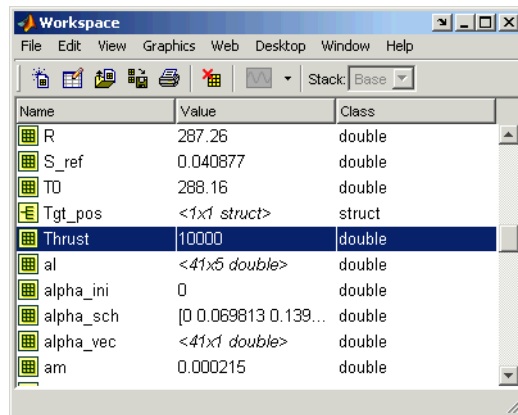 Workspace
File Edit View Graphics Web Desktop Window Help
Stack: Base
Name Value Class
R 287.26 double
S_ref 0.040877 double
T0 288.16 double
Tgt_pos <1x1 struct> struct
Thrust 10000 double
al <41x5 double> double
alpha_ini 0 double
alpha_sch [0 0.069813 0.139... double
alpha_vec <41x1 double> double
am 0.000215 double